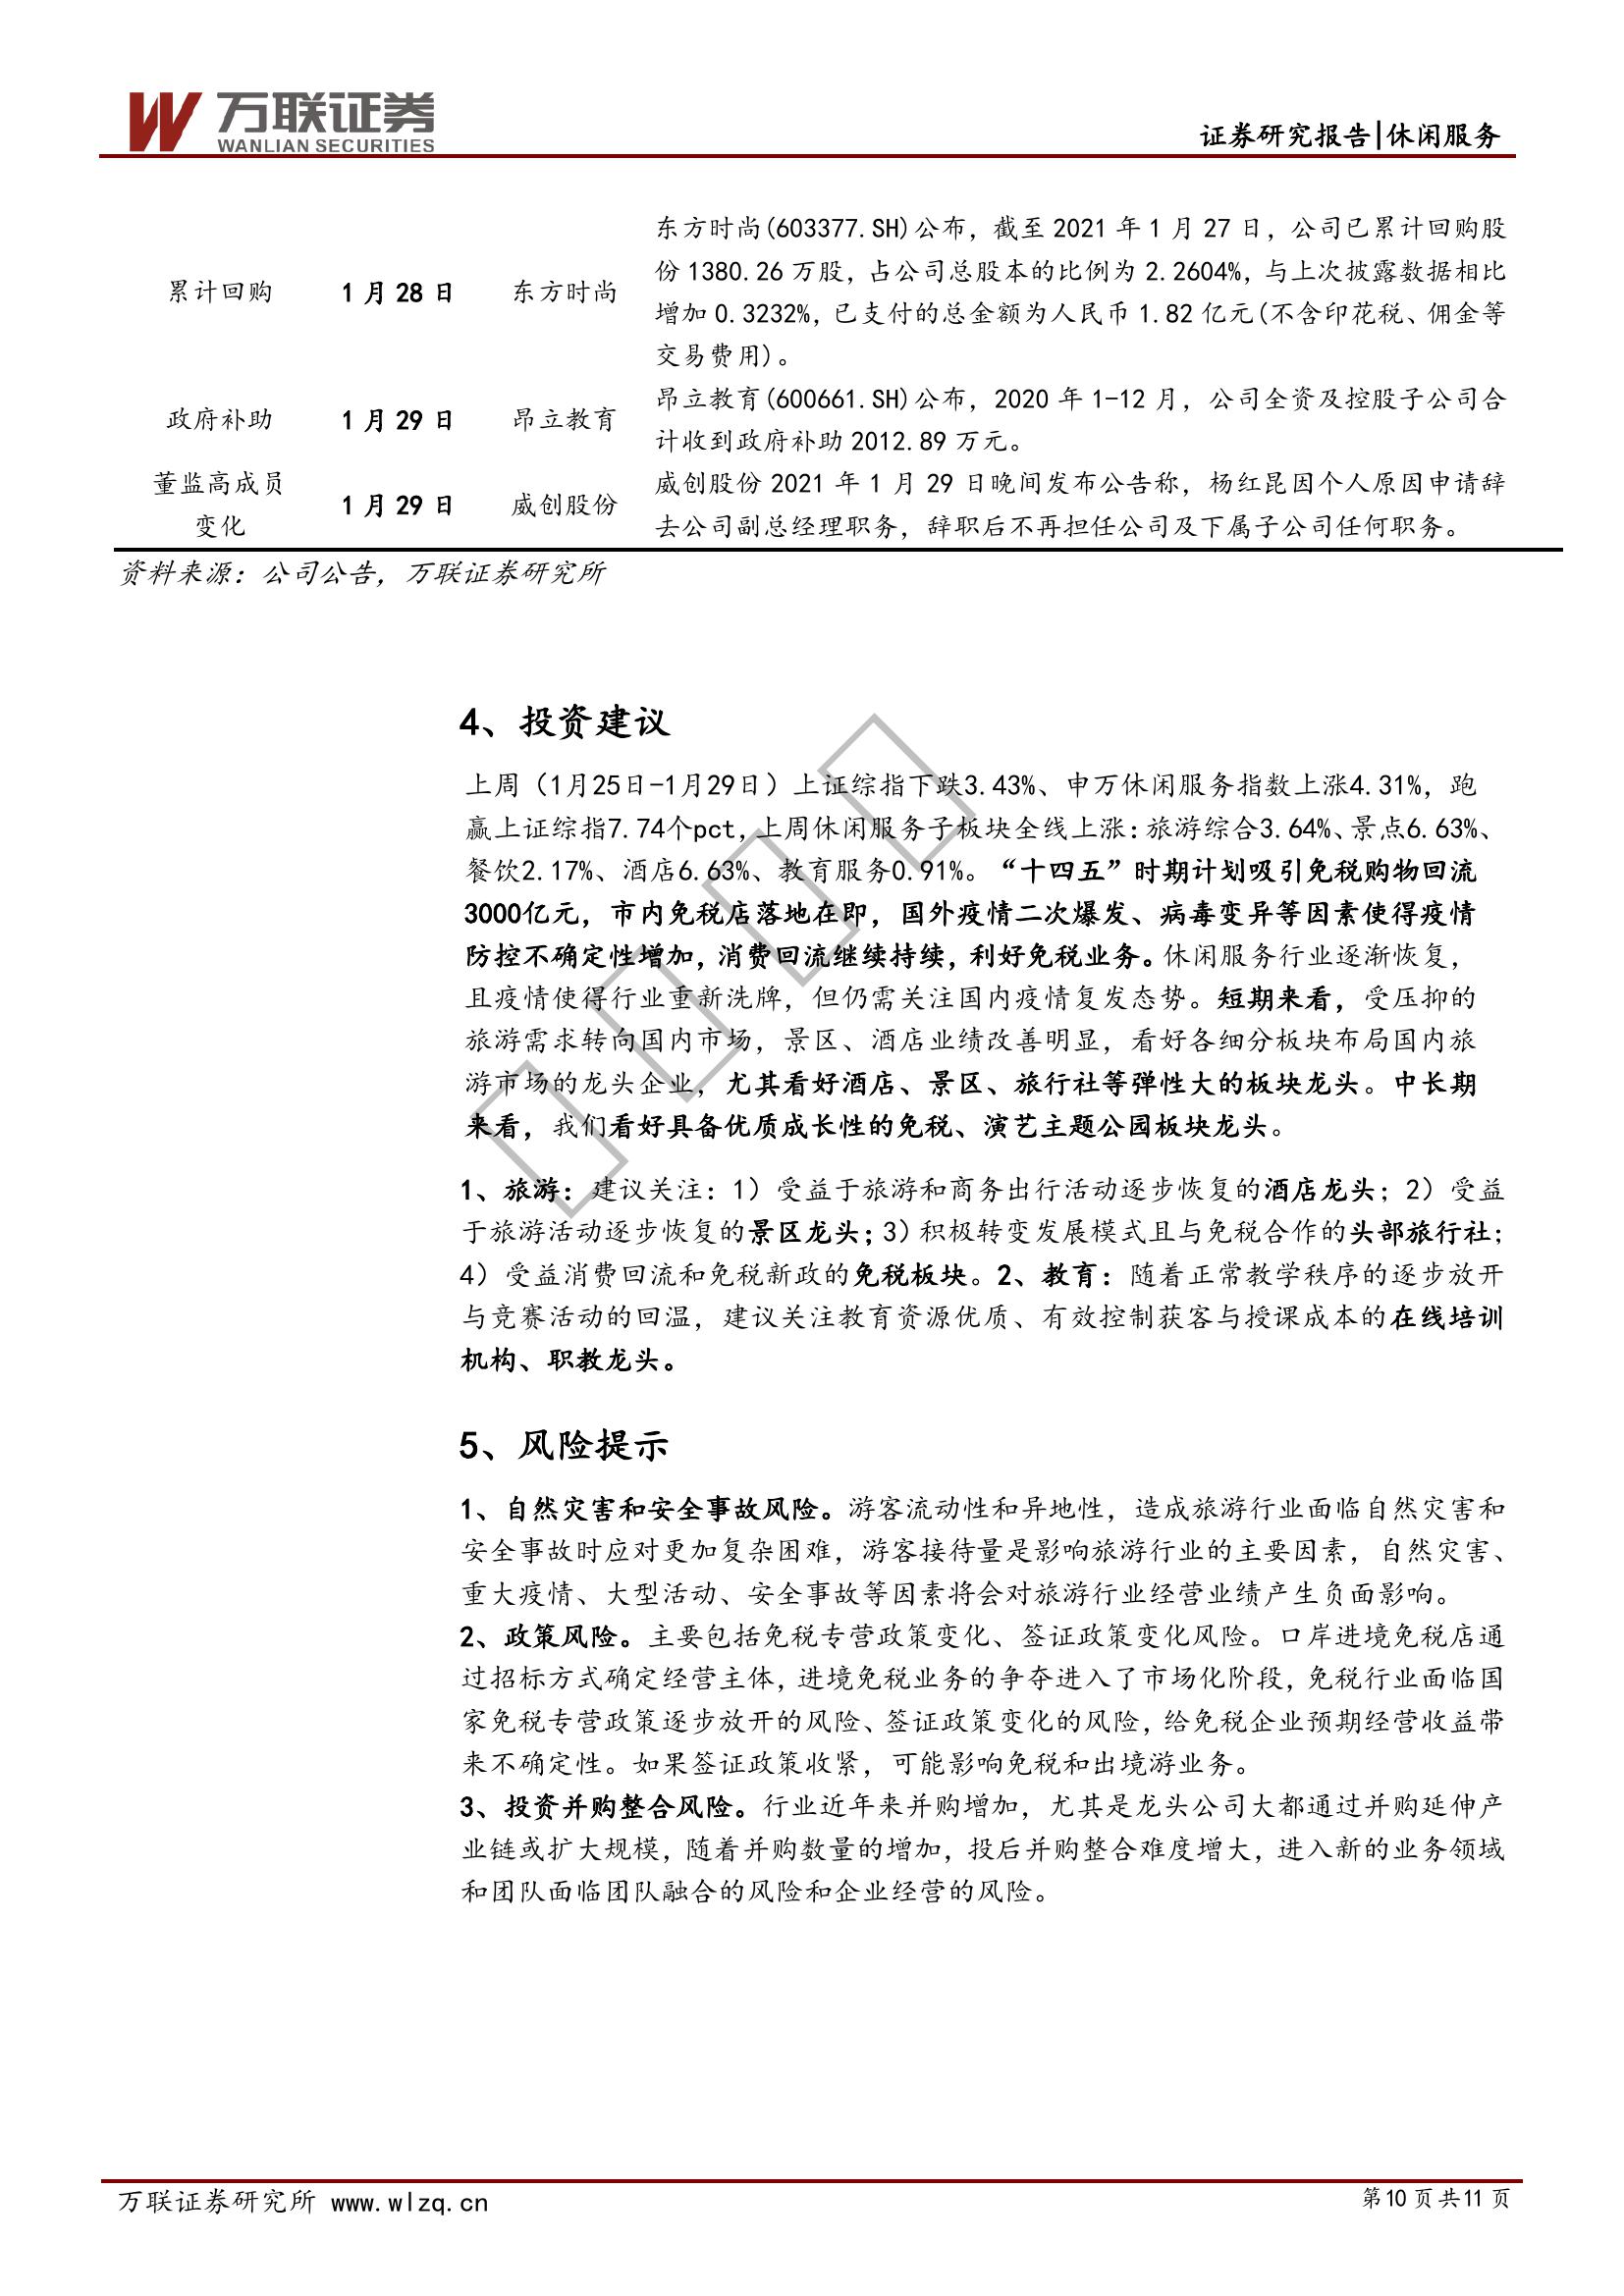 万联证券
WANLIAN SECURITIES
证券研究报告|休闲服务
东方时尚(603377.SH)公布，截至 2021 年 1 月 27 日，公司已累计回购股
累计回购 1 月 28 日 东方时尚 份 1380.26 万股，占公司总股本的比例为 2.2604%，与上次披露数据相比
增加 0.3232%，已支付的总金额为人民币 1.82 亿元(不含印花税、佣金等
交易费用)。
政府补助 1 月 29 日 昂立教育 昂立教育(600661.SH)公布，2020 年 1-12 月，公司全资及控股子公司合
计收到政府补助 2012.89 万元。
董监高成员
变化 1 月 29 日 威创股份 威创股份 2021 年 1 月 29 日晚间发布公告称，杨红昆因个人原因申请辞
去公司副总经理职务，辞职后不再担任公司及下属子公司任何职务。
资料来源：公司公告，万联证券研究所
4、投资建议
上周（1月25日-1月29日）上证综指下跌3.43%、申万休闲服务指数上涨4.31%，跑
赢上证综指7.74个pct，上周休闲服务子板块全线上涨：旅游综合3.64%、景点6.63%、
餐饮2.17%、酒店6.63%、教育服务0.91%。“十四五”时期计划吸引免税购物回流
3000亿元，市内免税店落地在即，国外疫情二次爆发、病毒变异等因素使得疫情
防控不确定性增加，消费回流继续持续，利好免税业务。休闲服务行业逐渐恢复，
且疫情使得行业重新洗牌，但仍需关注国内疫情复发态势。短期来看，受压抑的
旅游需求转向国内市场，景区、酒店业绩改善明显，看好各细分板块布局国内旅
游市场的龙头企业，尤其看好酒店、景区、旅行社等弹性大的板块龙头。中长期
来看，我们看好具备优质成长性的免税、演艺主题公园板块龙头。
1、旅游：建议关注：1）受益于旅游和商务出行活动逐步恢复的酒店龙头；2）受益
于旅游活动逐步恢复的景区龙头；3）积极转变发展模式且与免税合作的头部旅行社；
4）受益消费回流和免税新政的免税板块。2、教育：随着正常教学秩序的逐步放开
与竞赛活动的回温，建议关注教育资源优质、有效控制获客与授课成本的在线培训
机构、职教龙头。
5、风险提示
1、自然灾害和安全事故风险。游客流动性和异地性，造成旅游行业面临自然灾害和
安全事故时应对更加复杂困难，游客接待量是影响旅游行业的主要因素，自然灾害、
重大疫情、大型活动、安全事故等因素将会对旅游行业经营业绩产生负面影响。
2、政策风险。主要包括免税专营政策变化、签证政策变化风险。口岸进境免税店通
过招标方式确定经营主体，进境免税业务的争夺进入了市场化阶段，免税行业面临国
家免税专营政策逐步放开的风险、签证政策变化的风险，给免税企业预期经营收益带
来不确定性。如果签证政策收紧，可能影响免税和出境游业务。
3、投资并购整合风险。行业近年来并购增加，尤其是龙头公司大都通过并购延伸产
业链或扩大规模，随着并购数量的增加，投后并购整合难度增大，进入新的业务领域
和团队面临团队融合的风险和企业经营的风险。
万联证券研究所 www.wlzq.cn 第10页共11页